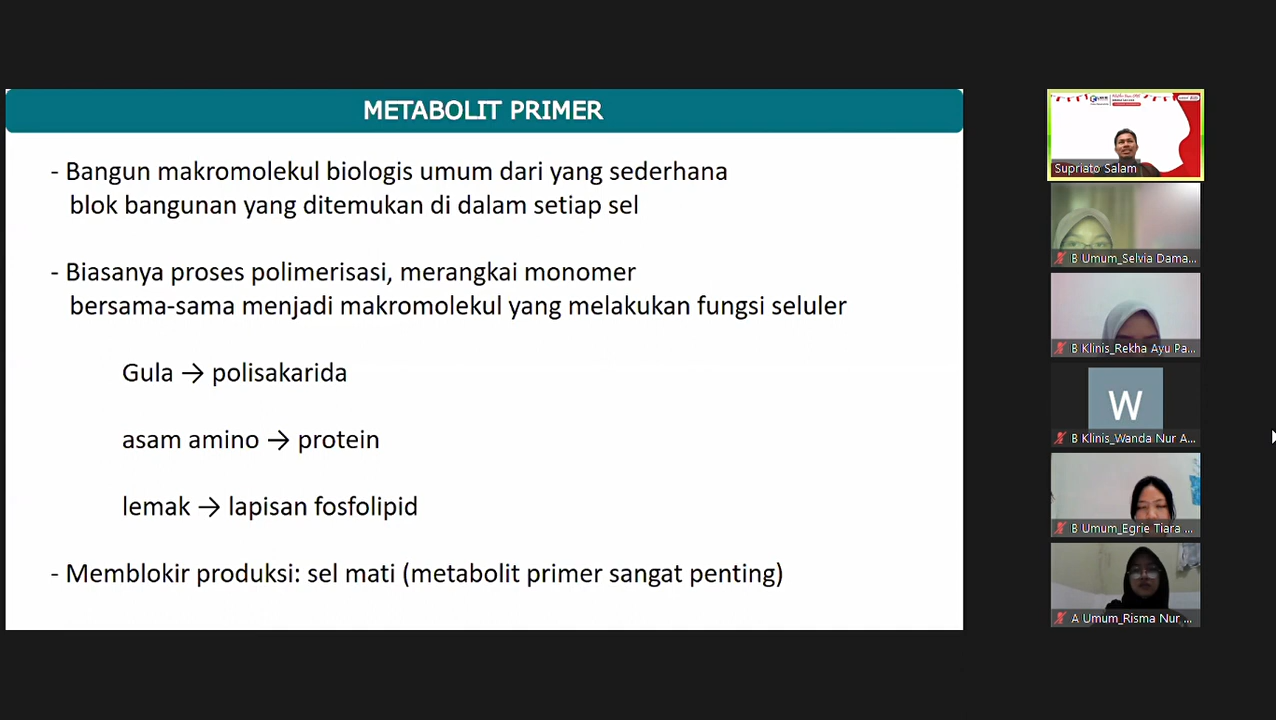 METABOLIT PRIMER
- Bangun makromolekul biologis umum dari yang sederhana
blok bangunan yang ditemukan di dalam setiap sel
- Biasanya proses polimerisasi, merangkai monomer
bersama-sama menjadi makromolekul yang melakukan fungsi seluler
Gula → polisakarida
asam amino → protein
lemak → lapisan fosfolipid
- Memblokir produksi: sel mati (metabolit primer sangat penting)
Supriato Salam
B Umum_Selvia Dama...
B Klinis_Rekha Ayu Pa...
W
B Klinis_Wanda Nur A...
B Umum_Egrie Tiara ...
A Umum_Risma Nur ...